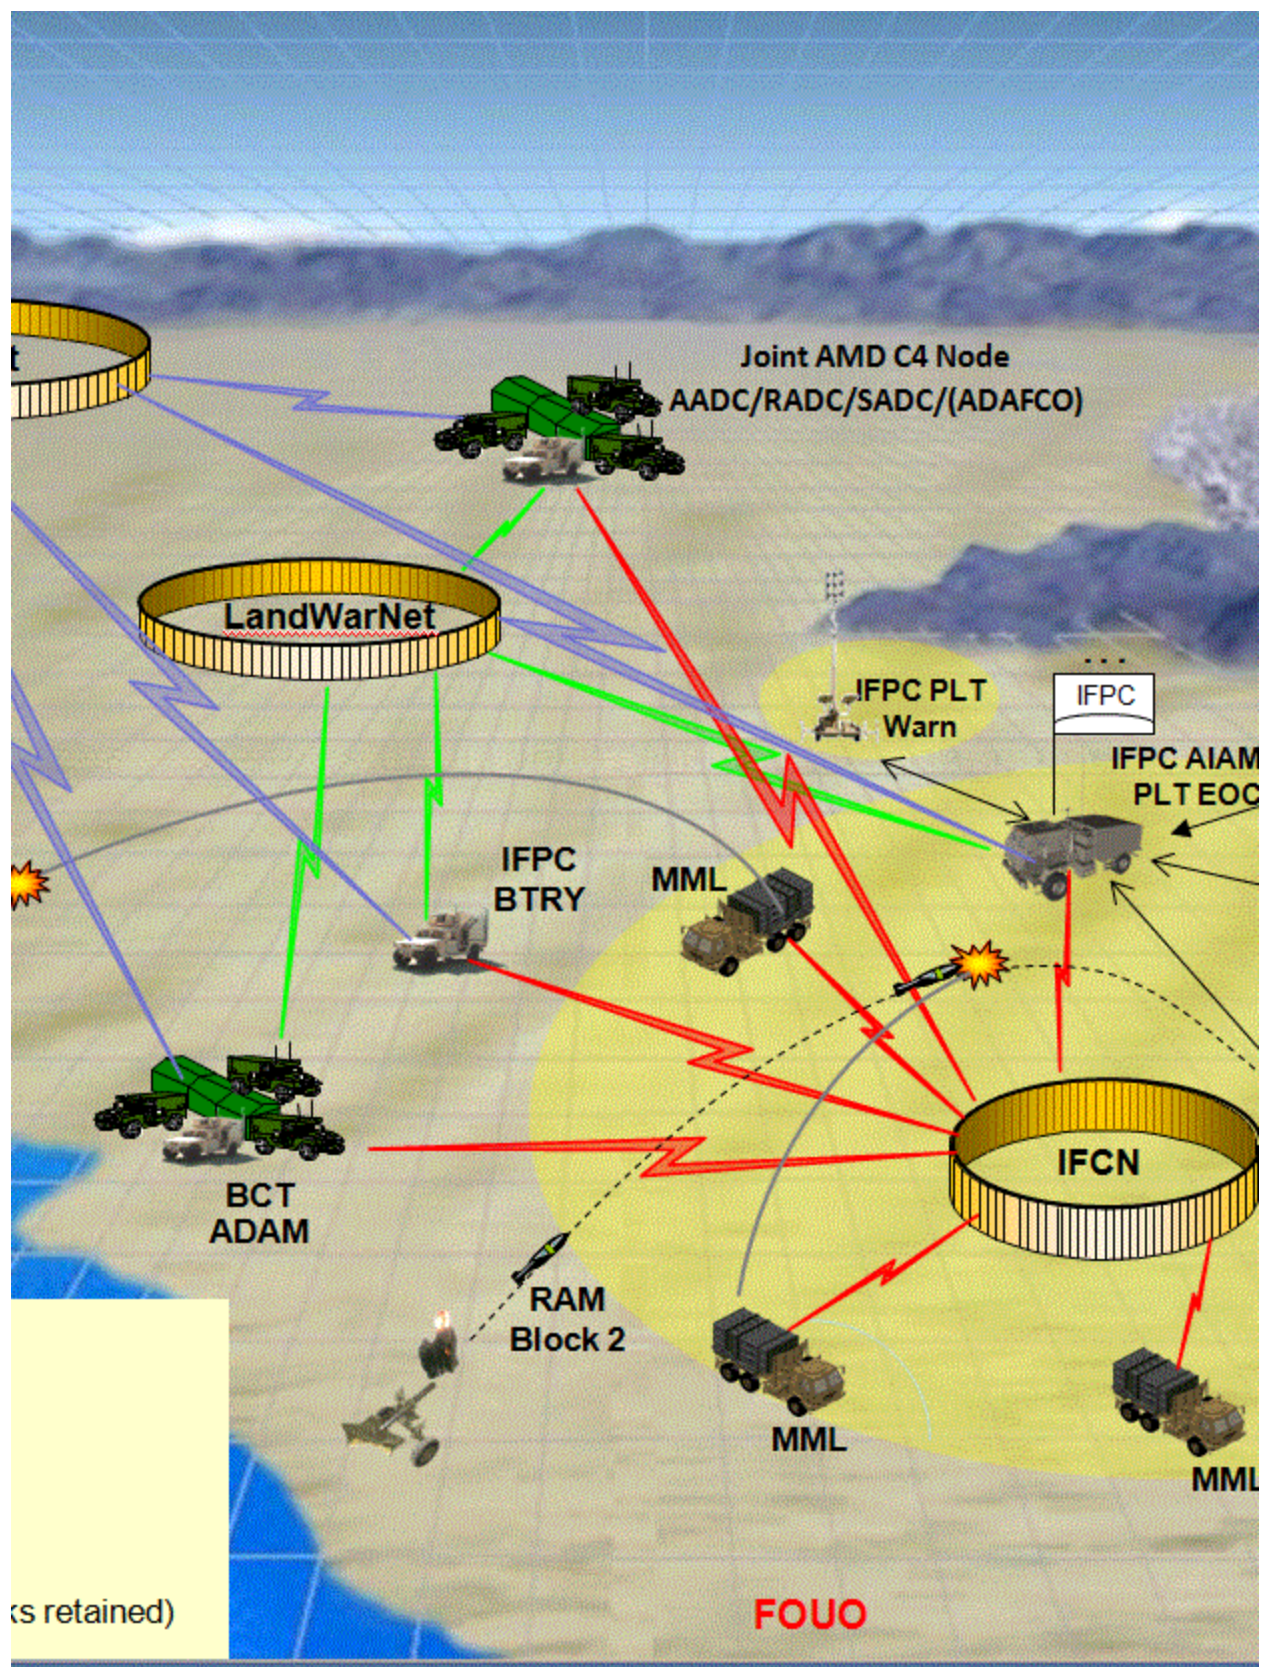 t
Joint AMD C4 Node
AADC/RADC/SADC/(ADAFCO)
LandWarNet
IFPC PLT
Warn
...
IFPC
IFPC AIAM
PLT EOC
IFPC
BTRY
MML
IFCN
BCT
ADAM
RAM
Block 2
MML
MML
ks retained)
FOUO